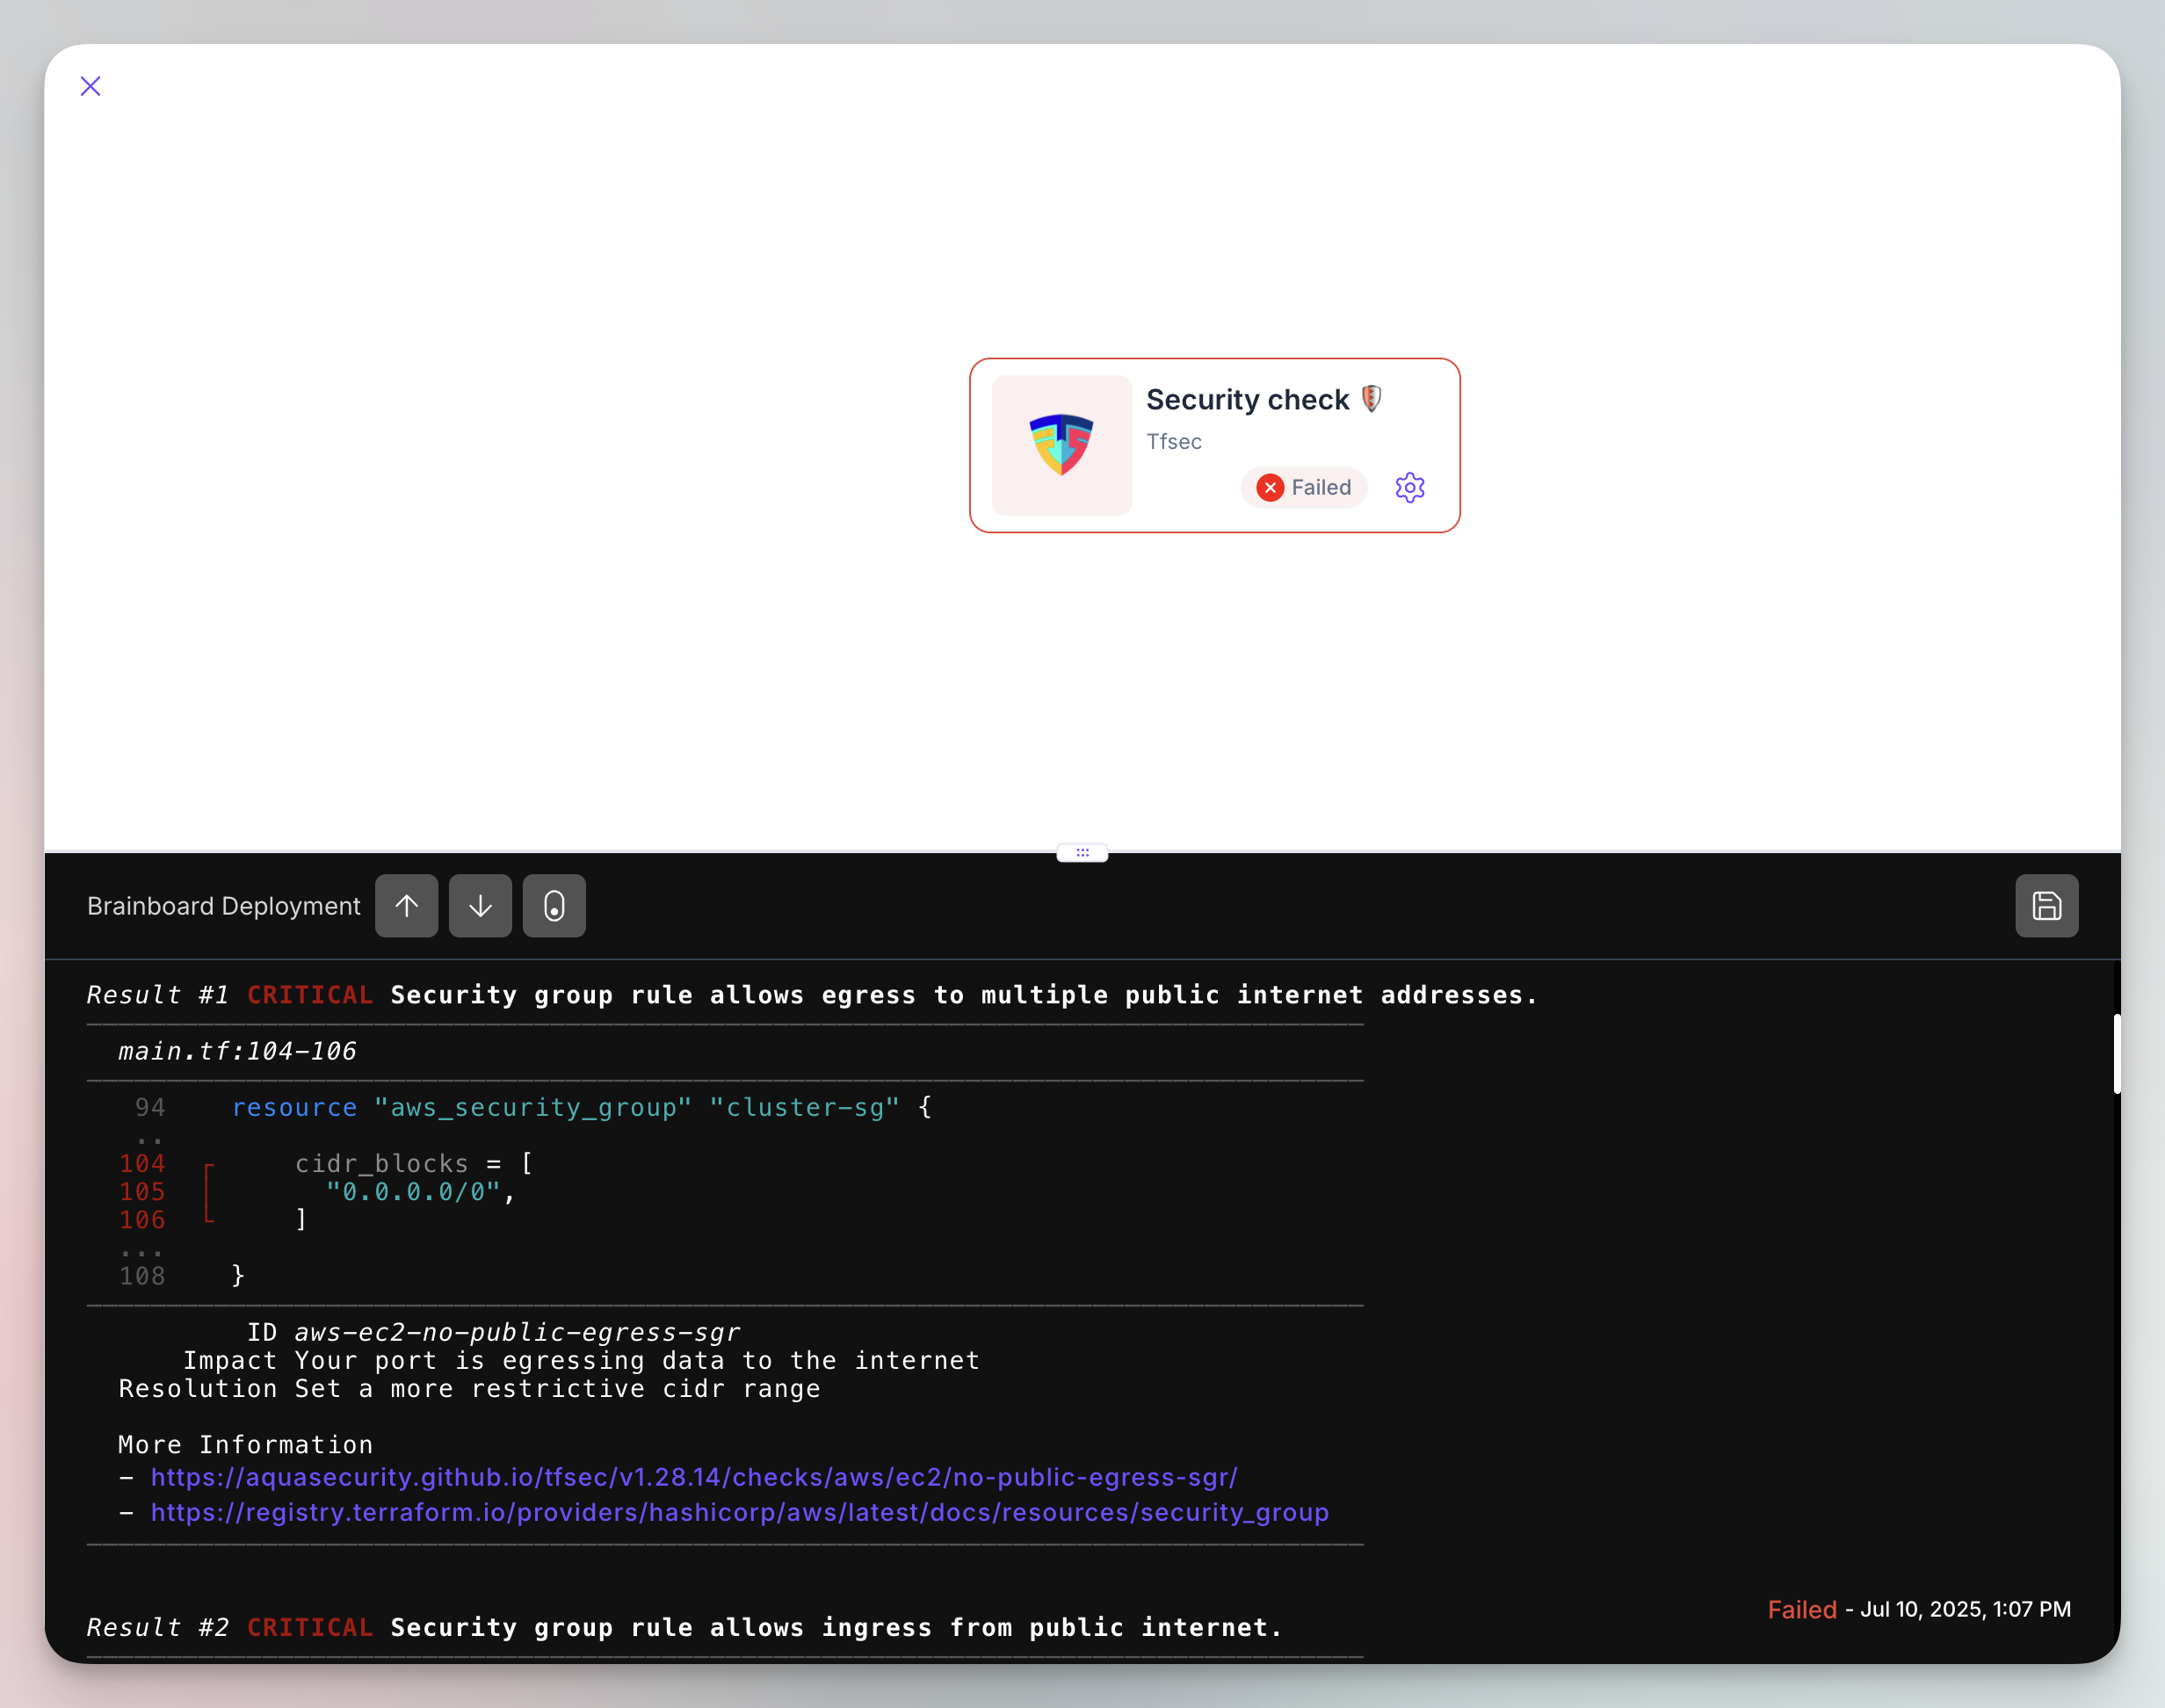 Security check 🛡️
Tfsec
Failed
Brainboard Deployment
Result #1 CRITICAL Security group rule allows egress to multiple public internet addresses.
main.tf:104-106
94 resource "aws_security_group" "cluster-sg" {
..
104 cidr_blocks = [
105 "0.0.0.0/0",
106 ]
...
108 }
ID aws-ec2-no-public-egress-sgr
Impact Your port is egressing data to the internet
Resolution Set a more restrictive cidr range
More Information
- https://aquasecurity.github.io/tfsec/v1.28.14/checks/aws/ec2/no-public-egress-sgr/
- https://registry.terraform.io/providers/hashicorp/aws/latest/docs/resources/security_group
Failed - Jul 10, 2025, 1:07 PM
Result #2 CRITICAL Security group rule allows ingress from public internet.